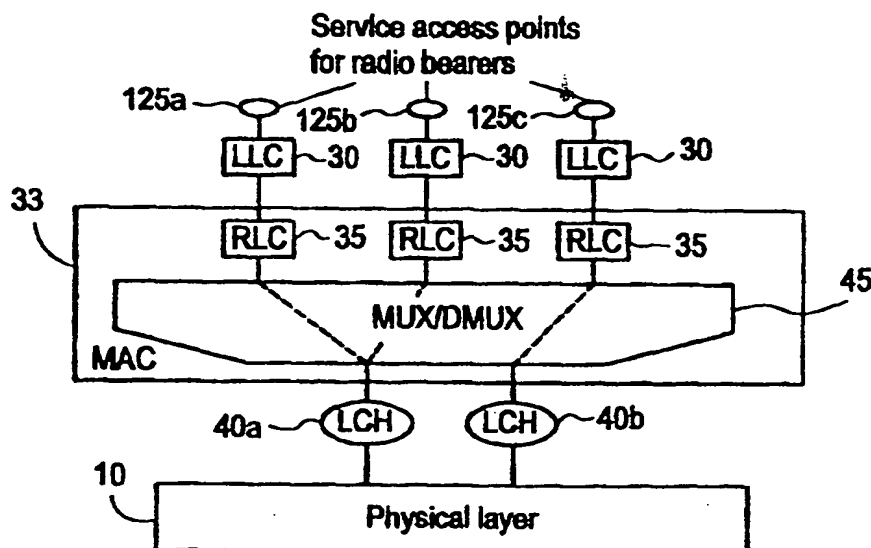 Service access points
for radio bearers
125a 125b 125c
LLC 30 LLC 30 LLC 30
33
RLC 35 RLC 35 RLC 35
45
MUX/DMUX
MAC
40a LCH LCH 40b
10
Physical layer